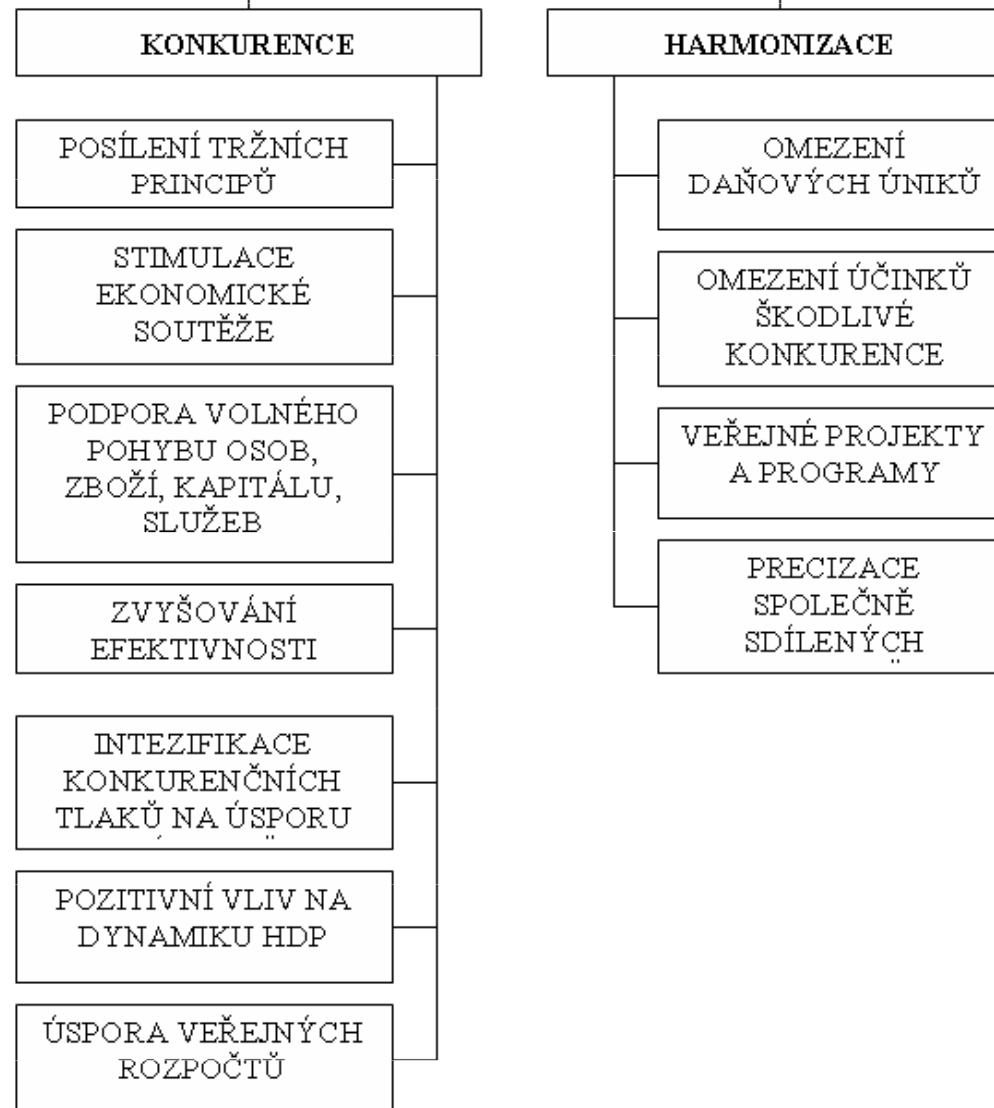 KONKURENCE
POSÍLENÍ TRŽNÍCH
PRINCIPŮ
STIMULACE
EKONOMICKÉ
SOUTĚŽE
PODPORA VOLNÉHO
POHYBU OSOB,
ZBOŽÍ, KAPITÁLU,
SLUŽEB
ZVYŠOVÁNÍ
EFEKTIVNOSTI
INTEZIFIKACE
KONKURENČNÍCH
TLAKŮ NA ÚSPORU
POZITIVNÍ VLIV NA
DYNAMIKU HDP
ÚSPORA VEŘEJNÝCH
ROZPOČTŮ
HARMONIZACE
OMEZENÍ
DAŇOVÝCH ÚNIKŮ
OMEZENÍ ÚČINKŮ
ŠKODLIVÉ
KONKURENCE
VEŘEJNÉ PROJEKTY
A PROGRAMY
PRECIZACE
SPOLEČNĚ
SDÍLENÝCH